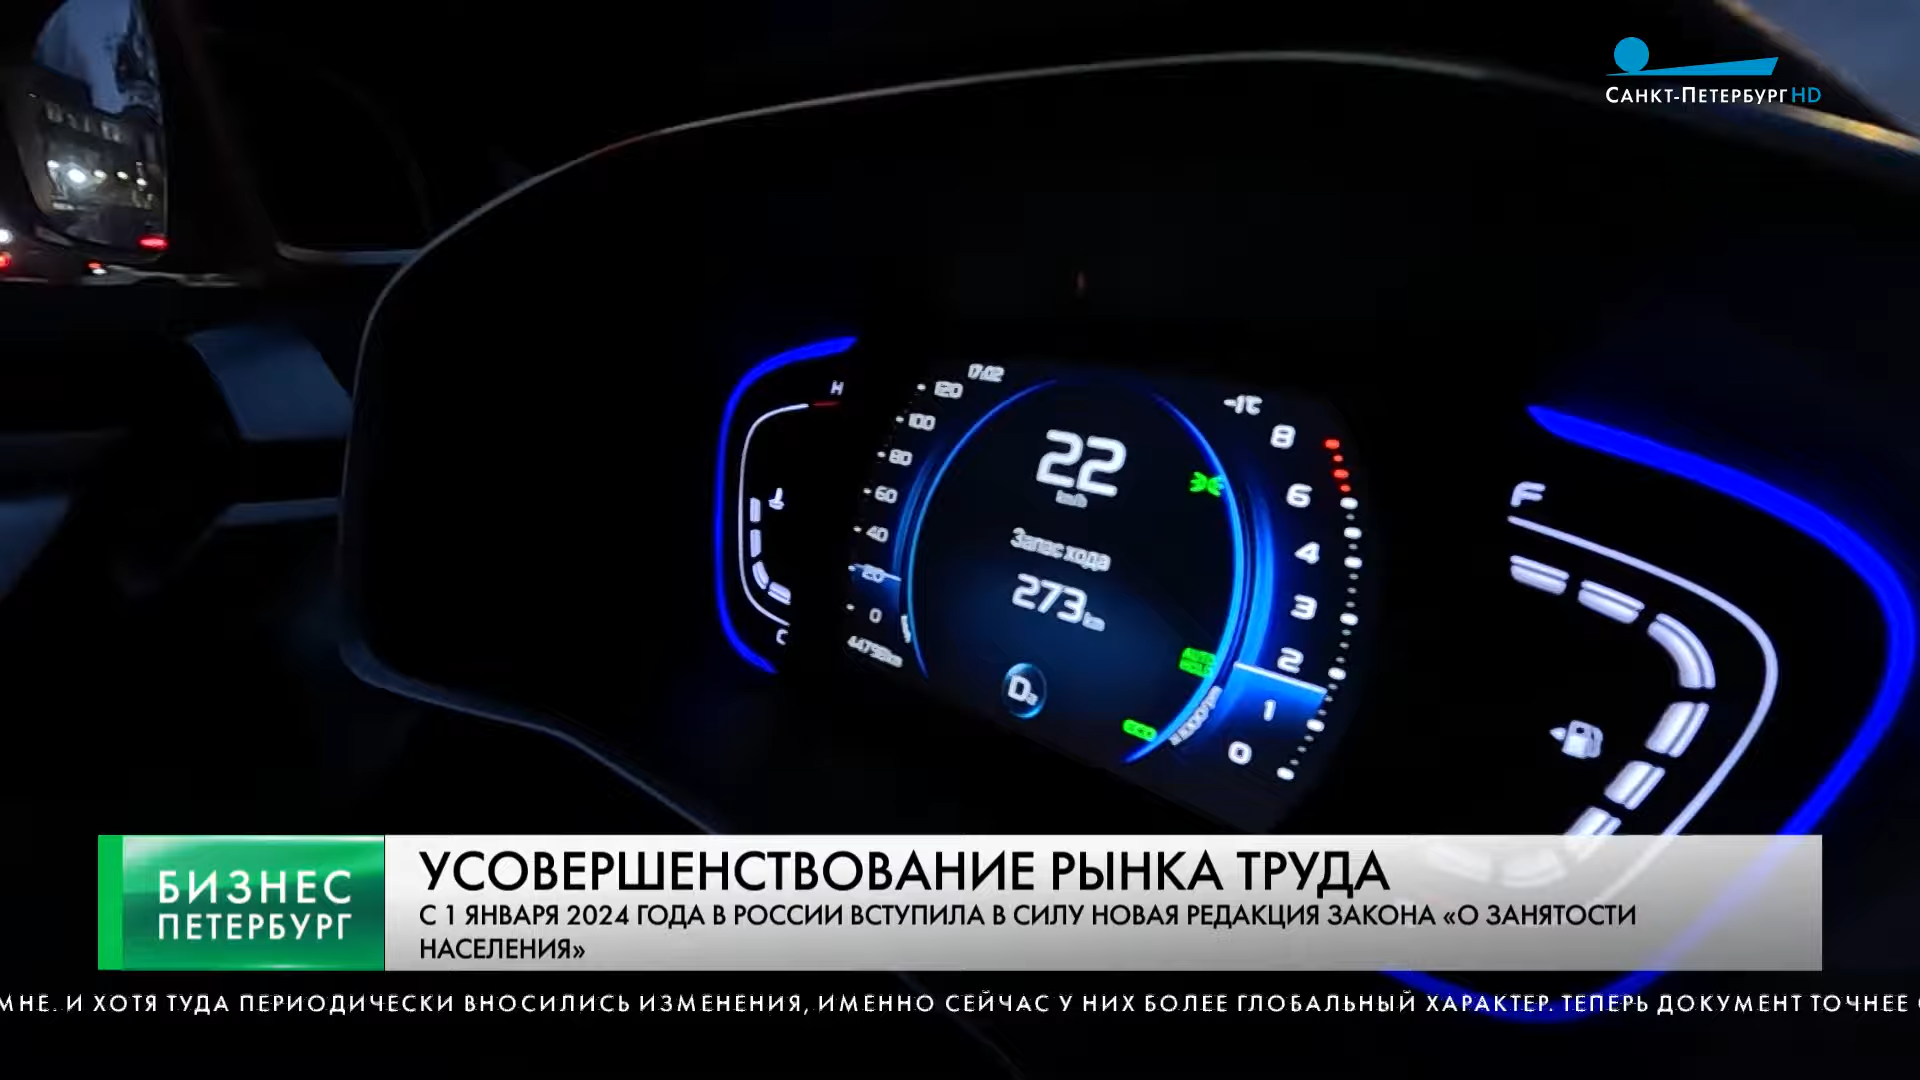 САНКТ-ПЕТЕРБУРГ HD
17:02
H
120
100
80
60
40
20
0
C
22
km/h
Запас хода
273 km
-1℃
8
6
4
3
2
1
0
F
УСОВЕРШЕНСТВОВАНИЕ РЫНКА ТРУДА
С 1 ЯНВАРЯ 2024 ГОДА В РОССИИ ВСТУПИЛА В СИЛУ НОВАЯ РЕДАКЦИЯ ЗАКОНА «О ЗАНЯТОСТИ
НАСЕЛЕНИЯ»
БИЗНЕС
ПЕТЕРБУРГ
МНЕ. И ХОТЯ ТУДА ПЕРИОДИЧЕСКИ ВНОСИЛИСЬ ИЗМЕНЕНИЯ, ИМЕННО СЕЙЧАС У НИХ БОЛЕЕ ГЛОБАЛЬНЫЙ ХАРАКТЕР. ТЕПЕРЬ ДОКУМЕНТ ТОЧНЕЕ